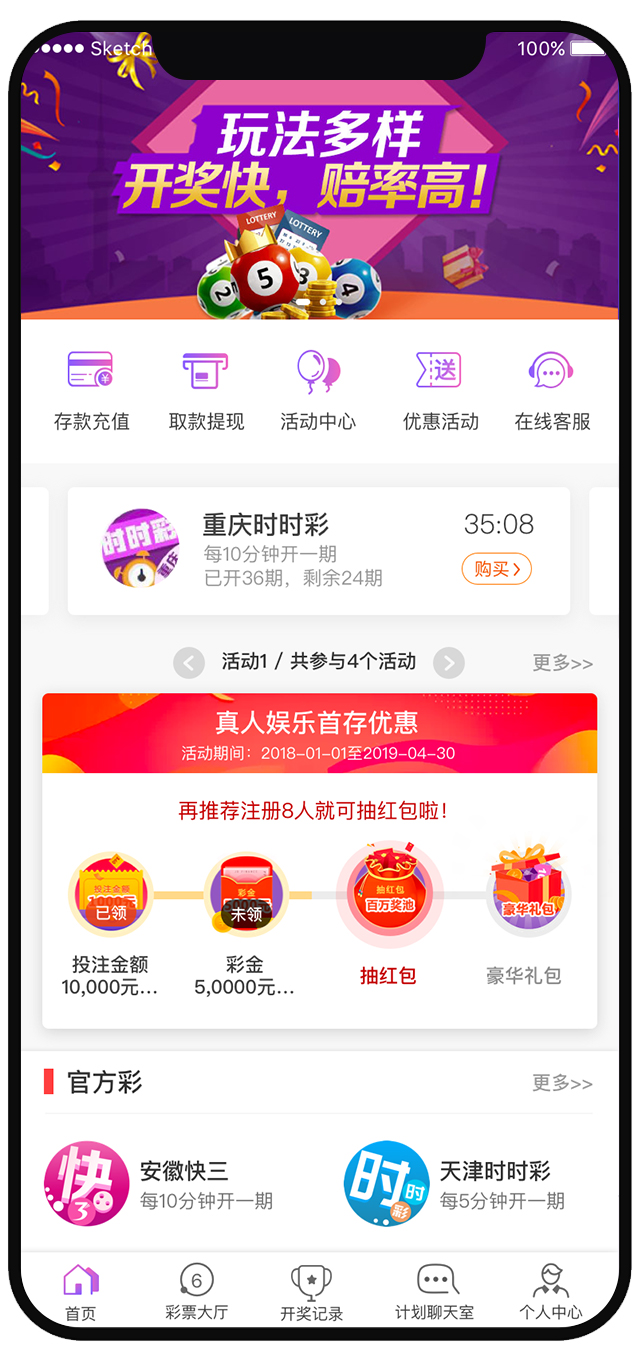 Sketch
100%
玩法多样
开奖快，赔率高！
LOTTERY
LOTTERY
2
5
3
4
送
存款充值
取款提现
活动中心
优惠活动
在线客服
时时彩
重庆
重庆时时彩
35:08
每10分钟开一期
已开36期，剩余24期
购买
活动1 / 共参与4个活动
更多>>
真人娱乐首存优惠
活动期间：2018-01-01至2019-04-30
再推荐注册8人就可抽红包啦！
投注金额
已领
彩金
未领
抽红包
百万奖池
豪华礼包
投注金额
10,000元...
彩金
5,0000元...
抽红包
豪华礼包
官方彩
更多>>
快
3
安徽快三
每10分钟开一期
时
时
彩
天津时时彩
每5分钟开一期
6
首页
彩票大厅
开奖记录
计划聊天室
个人中心